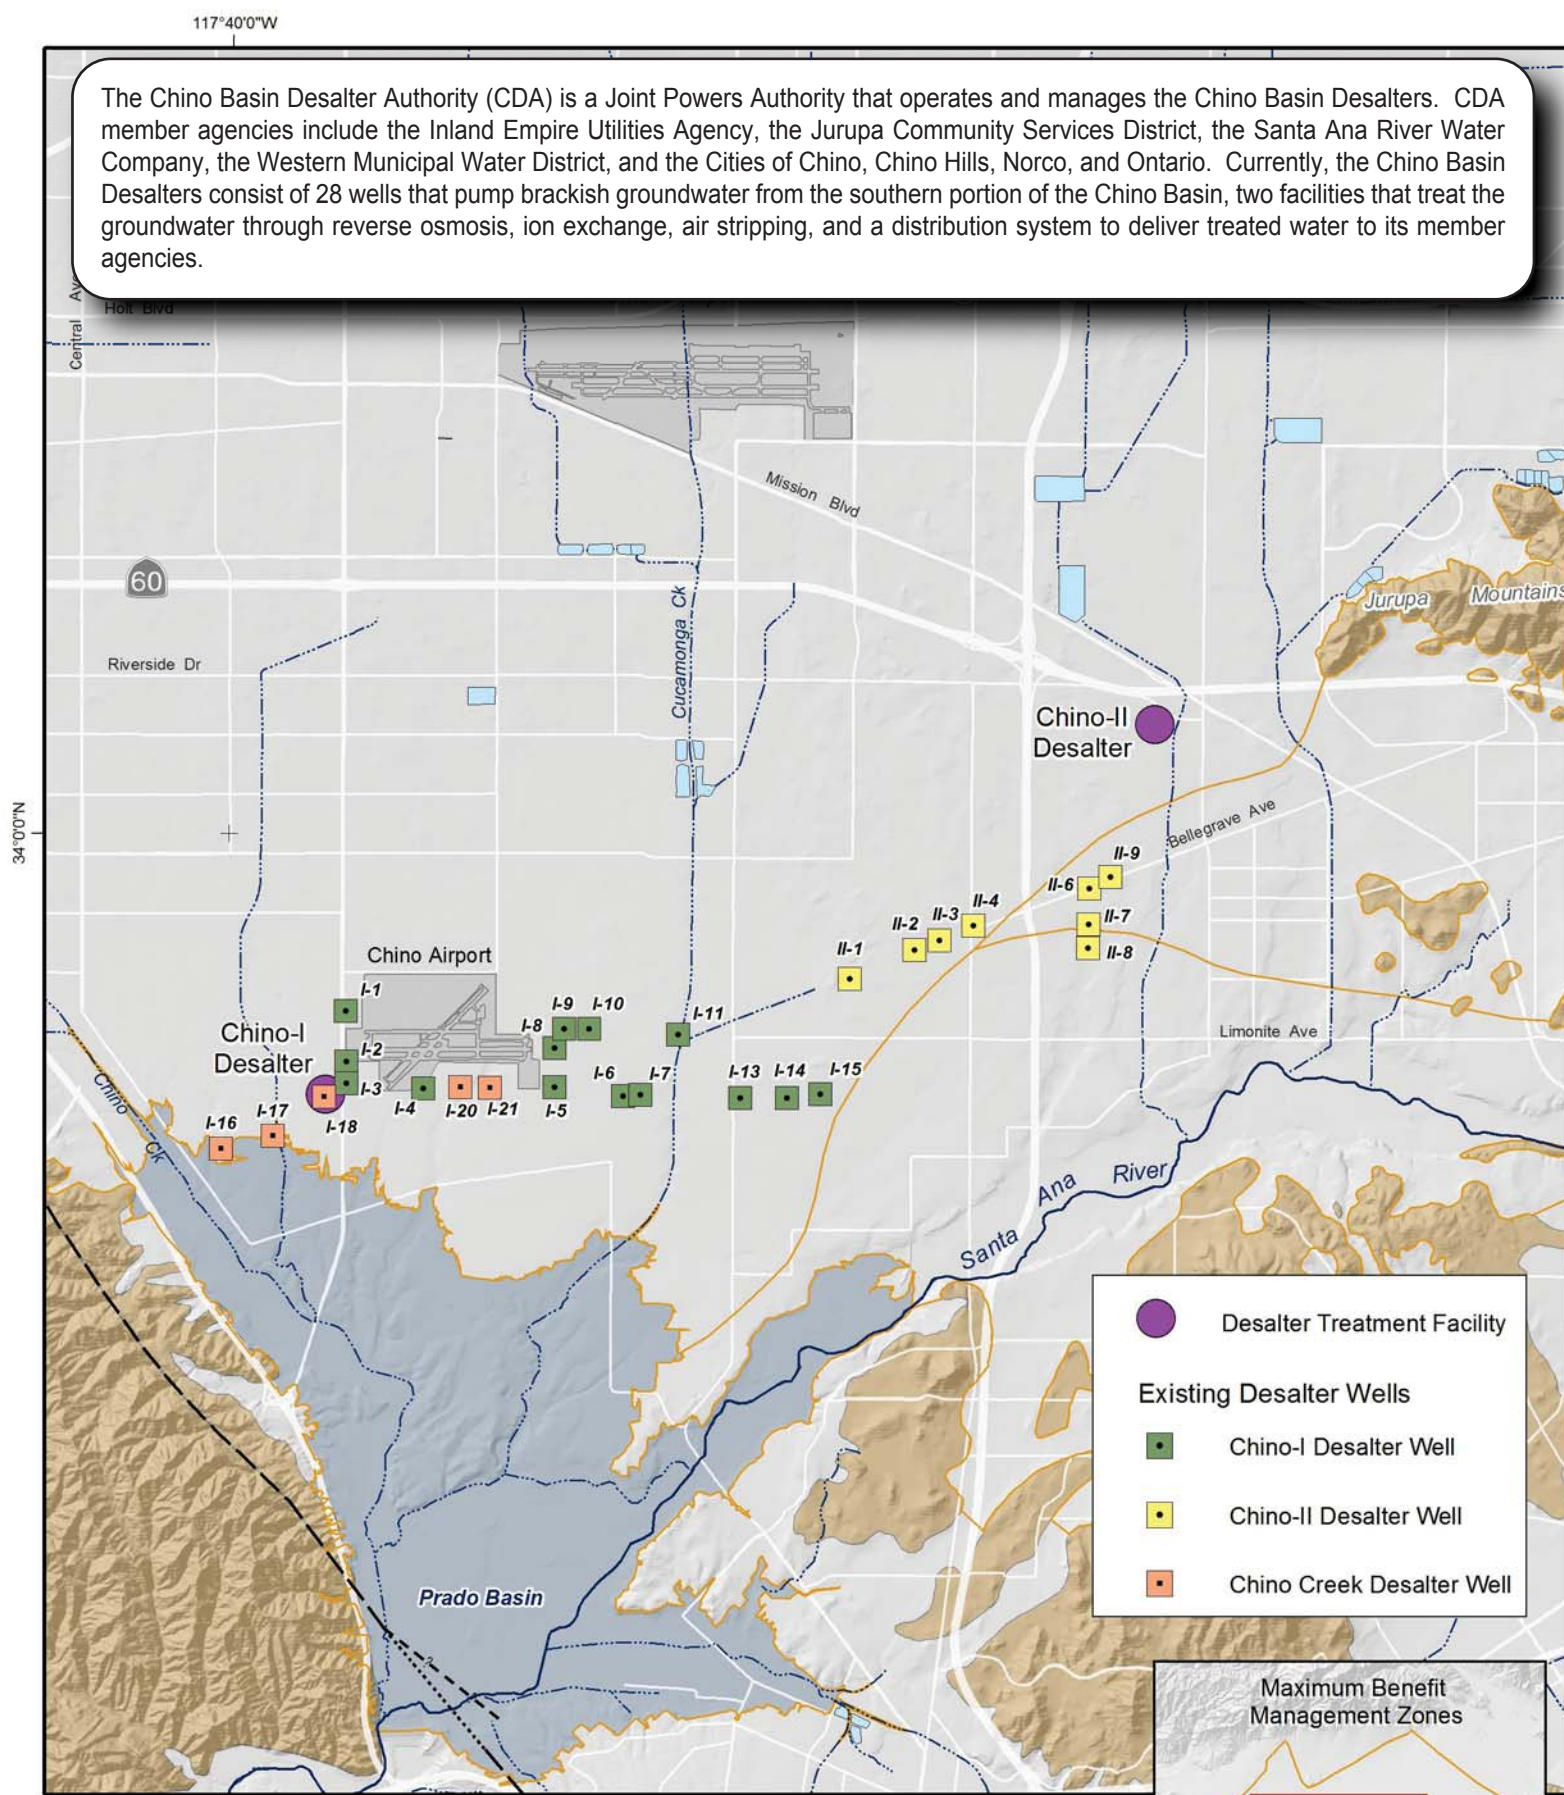 117°40'0"W
The Chino Basin Desalter Authority (CDA) is a Joint Powers Authority that operates and manages the Chino Basin Desalters. CDA
member agencies include the Inland Empire Utilities Agency, the Jurupa Community Services District, the Santa Ana River Water
Company, the Western Municipal Water District, and the Cities of Chino, Chino Hills, Norco, and Ontario. Currently, the Chino Basin
Desalters consist of 28 wells that pump brackish groundwater from the southern portion of the Chino Basin, two facilities that treat the
groundwater through reverse osmosis, ion exchange, air stripping, and a distribution system to deliver treated water to its member
agencies.
Central
Holt Blvd
Mission Blvd
60
Cucamonga Ck
Jurupa Mountains
Riverside Dr
Chino-II
Desalter
34°0'0"N
Bellegrave Ave
II-9
II-6
II-4
II-3
II-2
II-7
II-1
II-8
Chino Airport
I-1
I-9
I-10
I-8
I-11
Chino-I
Desalter
I-2
Limonite Ave
I-3
I-6
I-7
I-13
I-14
I-15
I-4
I-20
I-21
I-5
I-16
I-17
I-18
Chino Ck
Santa Ana River
Desalter Treatment Facility
Existing Desalter Wells
Chino-I Desalter Well
Chino-II Desalter Well
Chino Creek Desalter Well
Prado Basin
?
Maximum Benefit
Management Zones